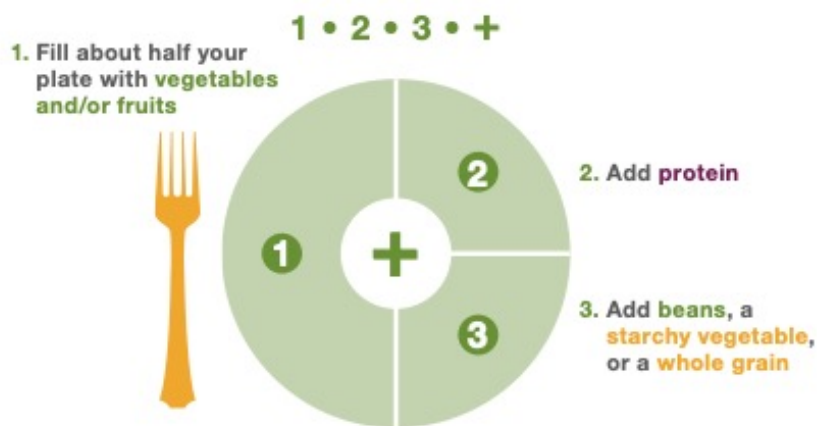 1 • 2 • 3 • +
1. Fill about half your
plate with vegetables
and/or fruits
1
+
2
3
2. Add protein
3. Add beans, a
starchy vegetable,
or a whole grain